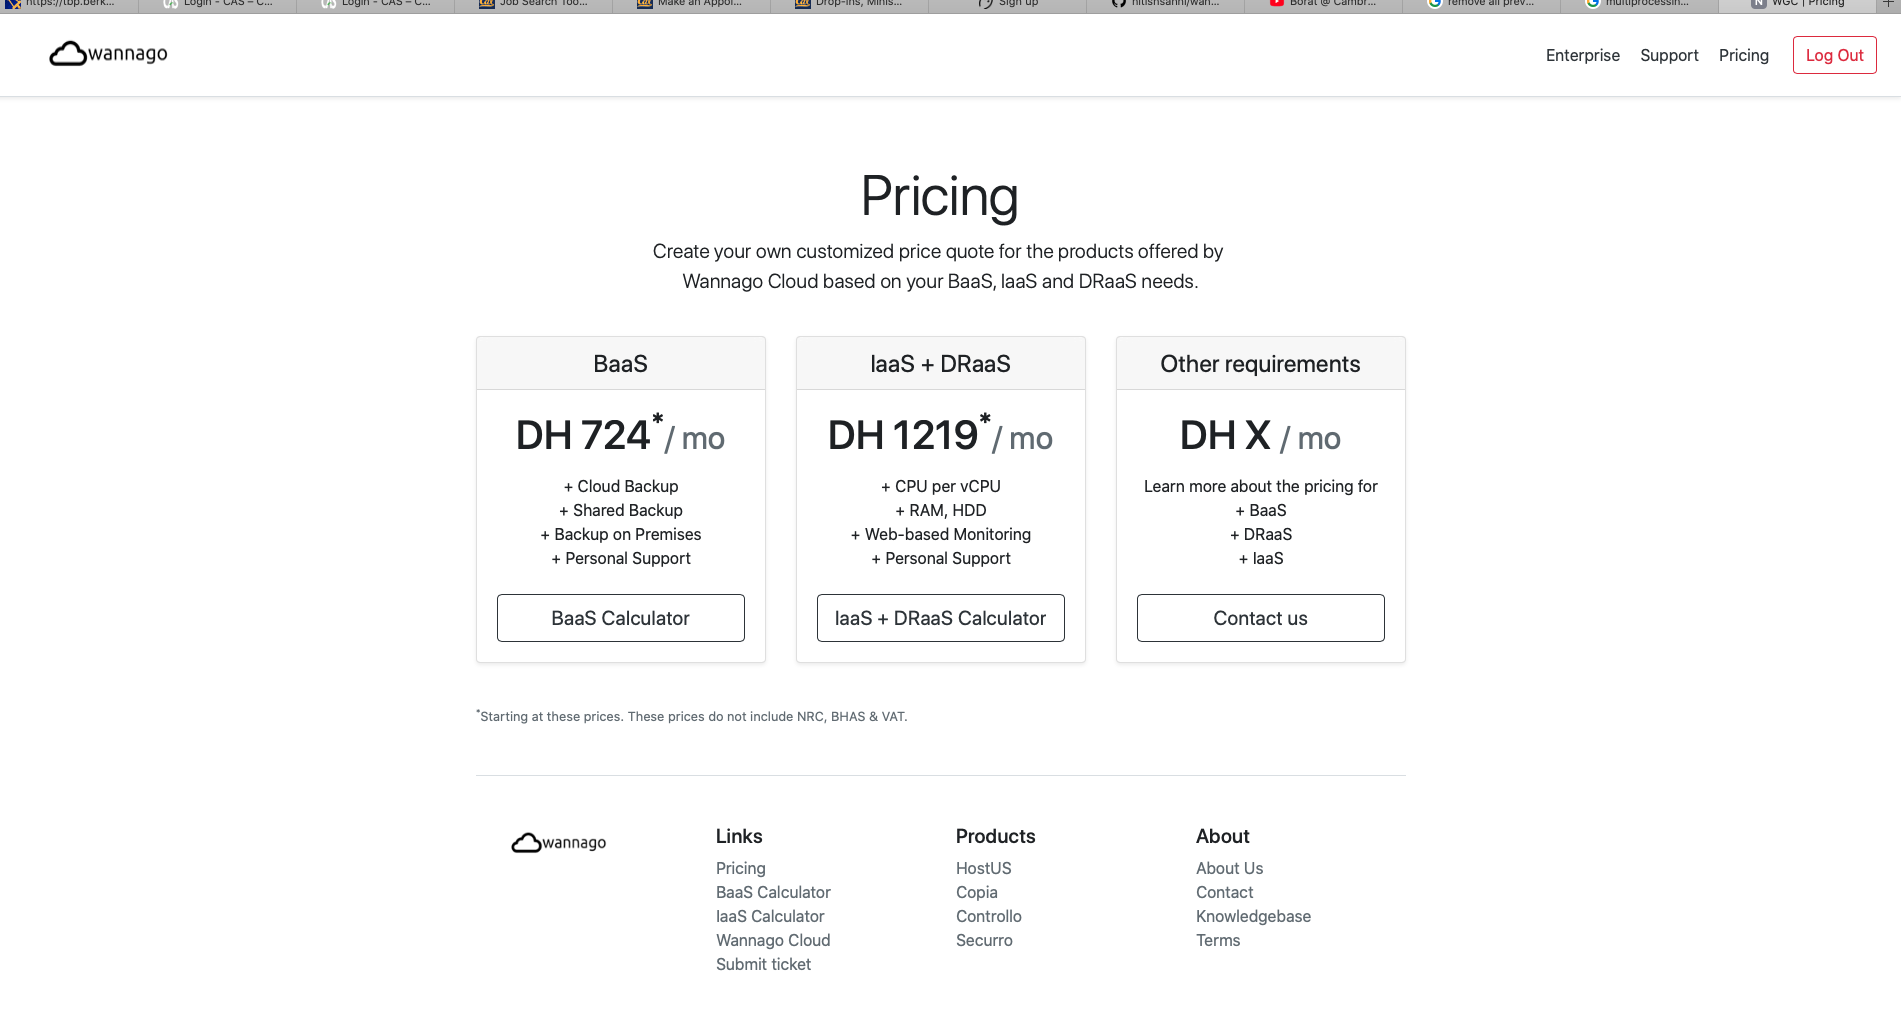 https://tbp.berk...
Login - CAS – C...
Login - CAS – C...
Job Search Too...
Make an Appoi...
Drop-ins, Minis...
Sign up
nitishsahni/wan...
Borat @ Cambr...
remove all prev...
multiprocessin...
WGC | Pricing
wannago
Enterprise
Support
Pricing
Log Out
Pricing
Create your own customized price quote for the products offered by
Wannago Cloud based on your BaaS, IaaS and DRaaS needs.
BaaS
DH 724*/ mo
+ Cloud Backup
+ Shared Backup
+ Backup on Premises
+ Personal Support
BaaS Calculator
IaaS + DRaaS
DH 1219*/ mo
+ CPU per vCPU
+ RAM, HDD
+ Web-based Monitoring
+ Personal Support
IaaS + DRaaS Calculator
Other requirements
DH X / mo
Learn more about the pricing for
+ BaaS
+ DRaaS
+ IaaS
Contact us
*Starting at these prices. These prices do not include NRC, BHAS & VAT.
wannago
Links
Pricing
BaaS Calculator
IaaS Calculator
Wannago Cloud
Submit ticket
Products
HostUS
Copia
Controllo
Securro
About
About Us
Contact
Knowledgebase
Terms